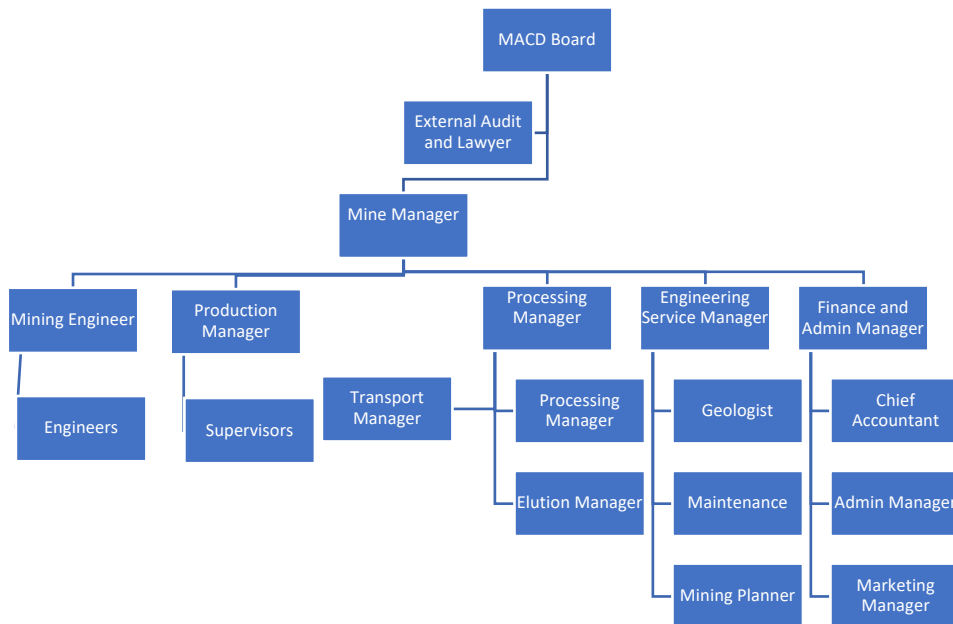 MACD Board
External Audit
and Lawyer
Mine Manager
Mining Engineer
Production
Manager
Processing
Manager
Engineering
Service Manager
Finance and
Admin Manager
Engineers
Supervisors
Transport
Manager
Processing
Manager
Geologist
Chief
Accountant
Elution Manager
Maintenance
Admin Manager
Mining Planner
Marketing
Manager